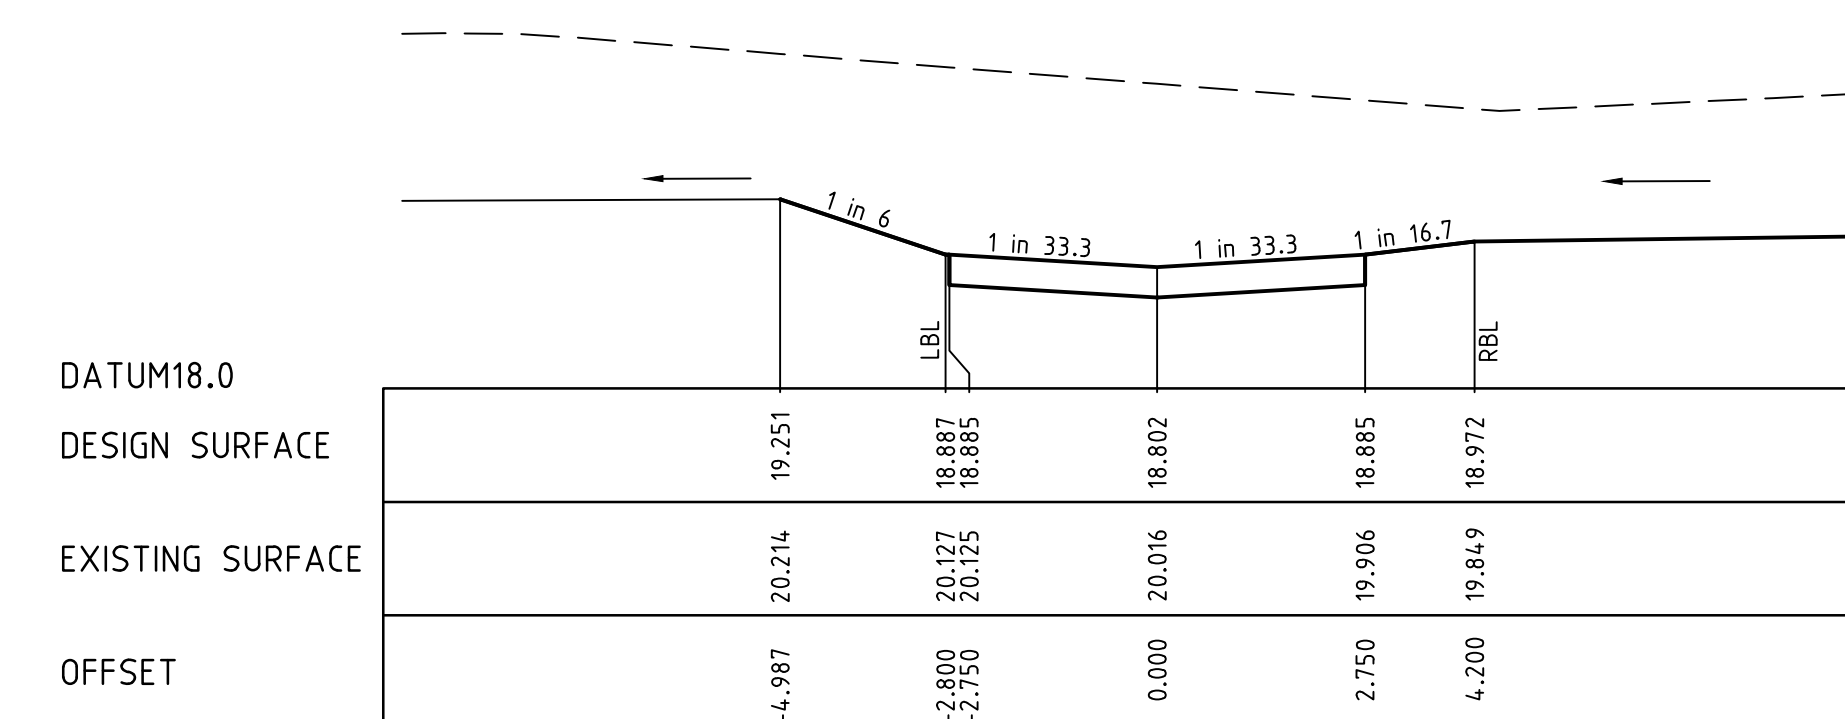 1 in 6
1 in 33.3
1 in 33.3
1 in 16.7
LBL
RBL
DATUM18.0
DESIGN SURFACE 19.251 18.887 18.885 18.802 18.885 18.972
EXISTING SURFACE 20.214 20.127 20.125 20.016 19.906 19.849
OFFSET -4.987 -2.800 -2.750 0.000 2.750 4.200